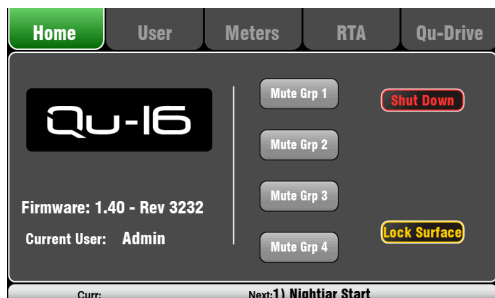 Home User Meters RTA Qu-Drive
Qu-16
Mute Grp 1
Shut Down
Mute Grp 2
Firmware: 1.40 - Rev 3232
Mute Grp 3
Current User: Admin
Lock Surface
Mute Grp 4
Curr: Next:1) Nightjar Start